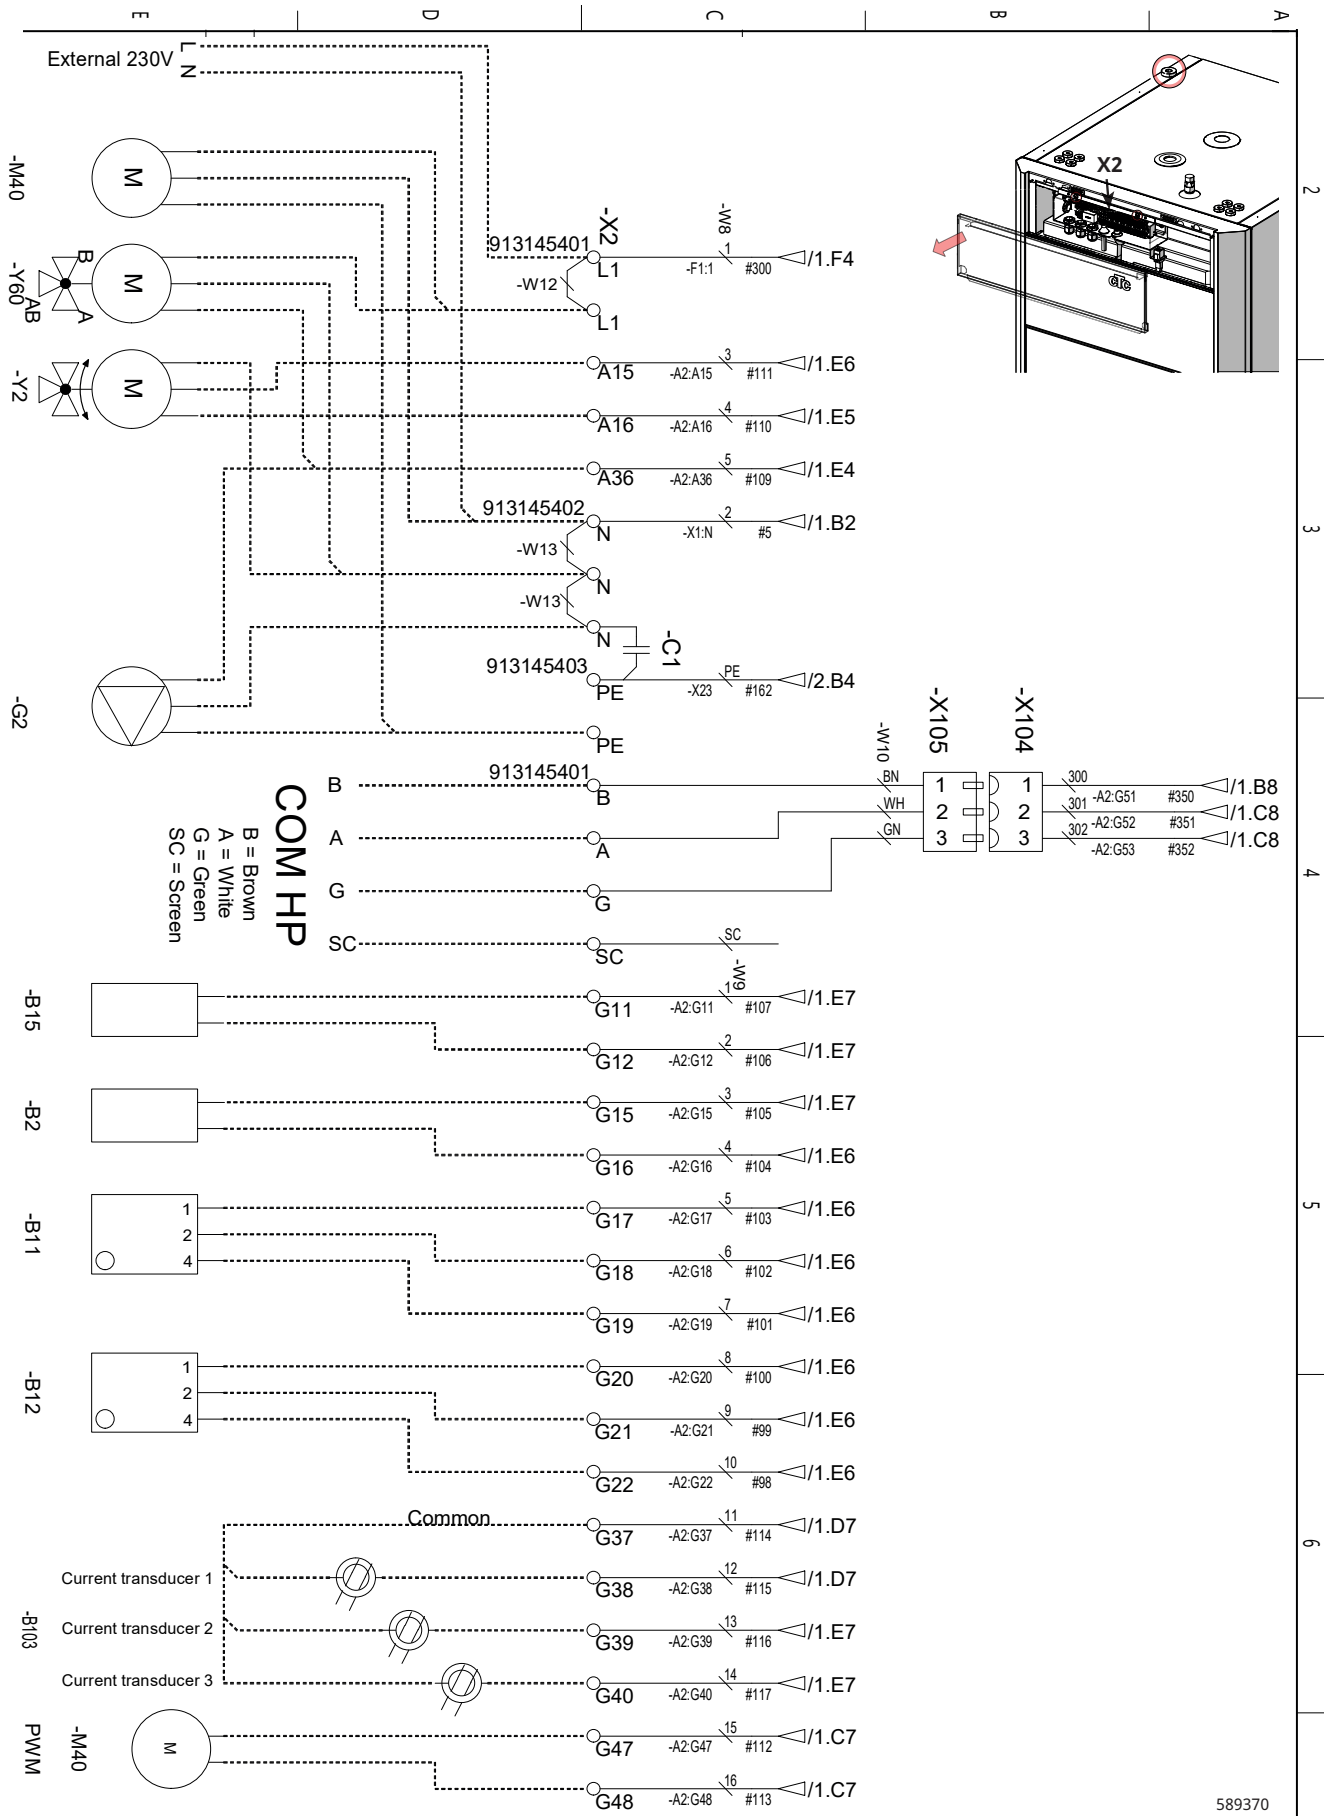 E D C B A
External 230V L
N
X2
CTC
2
-M40
M
-X2
-W8
913145401
L1
-F1:1
1
#300
/1.F4
-W12
L1
-Y60
B
A
AB
M
A15
-A2:A15
3
#111
/1.E6
-Y2
M
A16
-A2:A16
4
#110
/1.E5
A36
-A2:A36
5
#109
/1.E4
913145402
N
-X1:N
2
#5
/1.B2
3
-W13
N
-W13
N
-C1
913145403
PE
-X23
PE
#162
/2.B4
-G2
PE
-W10
-X105
-X104
913145401
B
B
BN
1
1
300
-A2:G51
#350
/1.B8
A
A
WH
2
2
301
-A2:G52
#351
/1.C8
GN
3
3
302
-A2:G53
#352
/1.C8
G
G
4
SC
SC
SC
COM HP
B = Brown
A = White
G = Green
SC = Screen
-W9
-B15
G11
-A2:G11
1
#107
/1.E7
G12
-A2:G12
2
#106
/1.E7
-B2
G15
-A2:G15
3
#105
/1.E7
G16
-A2:G16
4
#104
/1.E6
5
-B11
1
2
4
G17
-A2:G17
5
#103
/1.E6
G18
-A2:G18
6
#102
/1.E6
G19
-A2:G19
7
#101
/1.E6
-B12
1
2
4
G20
-A2:G20
8
#100
/1.E6
G21
-A2:G21
9
#99
/1.E6
G22
-A2:G22
10
#98
/1.E6
6
Common
G37
-A2:G37
11
#114
/1.D7
-B103
Current transducer 1
G38
-A2:G38
12
#115
/1.D7
Current transducer 2
G39
-A2:G39
13
#116
/1.E7
Current transducer 3
G40
-A2:G40
14
#117
/1.E7
PWM
-M40
M
G47
-A2:G47
15
#112
/1.C7
G48
-A2:G48
16
#113
/1.C7
589370